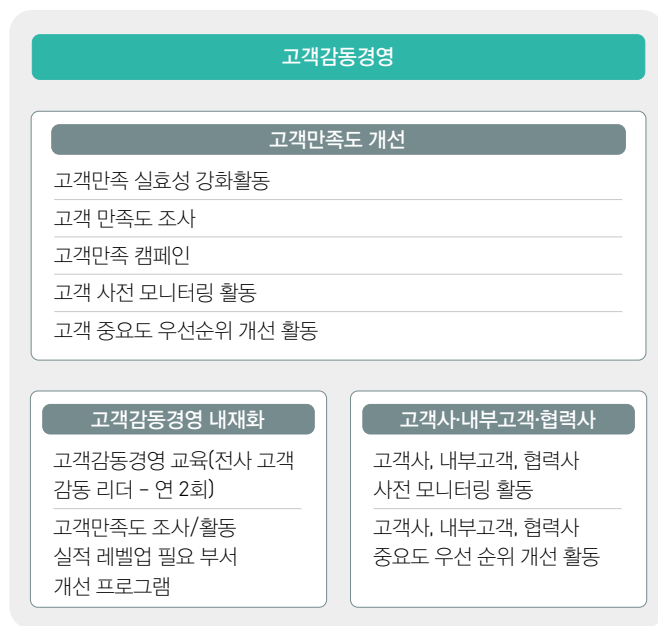 고객감동경영
고객만족도 개선
고객만족 실효성 강화활동
고객 만족도 조사
고객만족 캠페인
고객 사전 모니터링 활동
고객 중요도 우선순위 개선 활동
고객감동경영 내재화
고객감동경영 교육(전사 고객
감동 리더 – 연 2회)
고객만족도 조사/활동
실적 레벨업 필요 부서
개선 프로그램
고객사·내부고객·협력사
고객사, 내부고객, 협력사
사전 모니터링 활동
고객사, 내부고객, 협력사
중요도 우선 순위 개선 활동